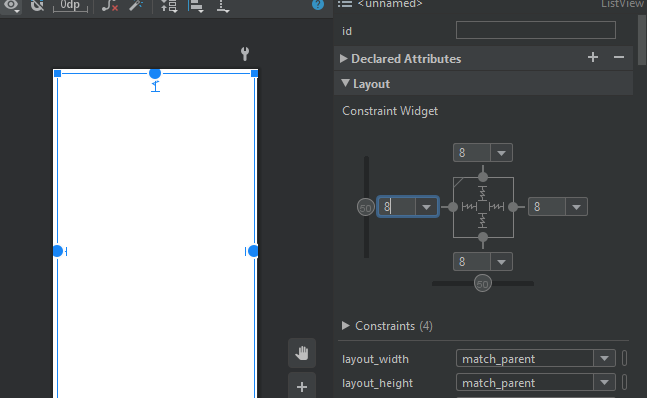 0dp
?
<unnamed>
ListView
id
Declared Attributes
Layout
Constraint Widget
8
50
8
8
8
50
Constraints (4)
layout_width
match_parent
layout_height
match_parent